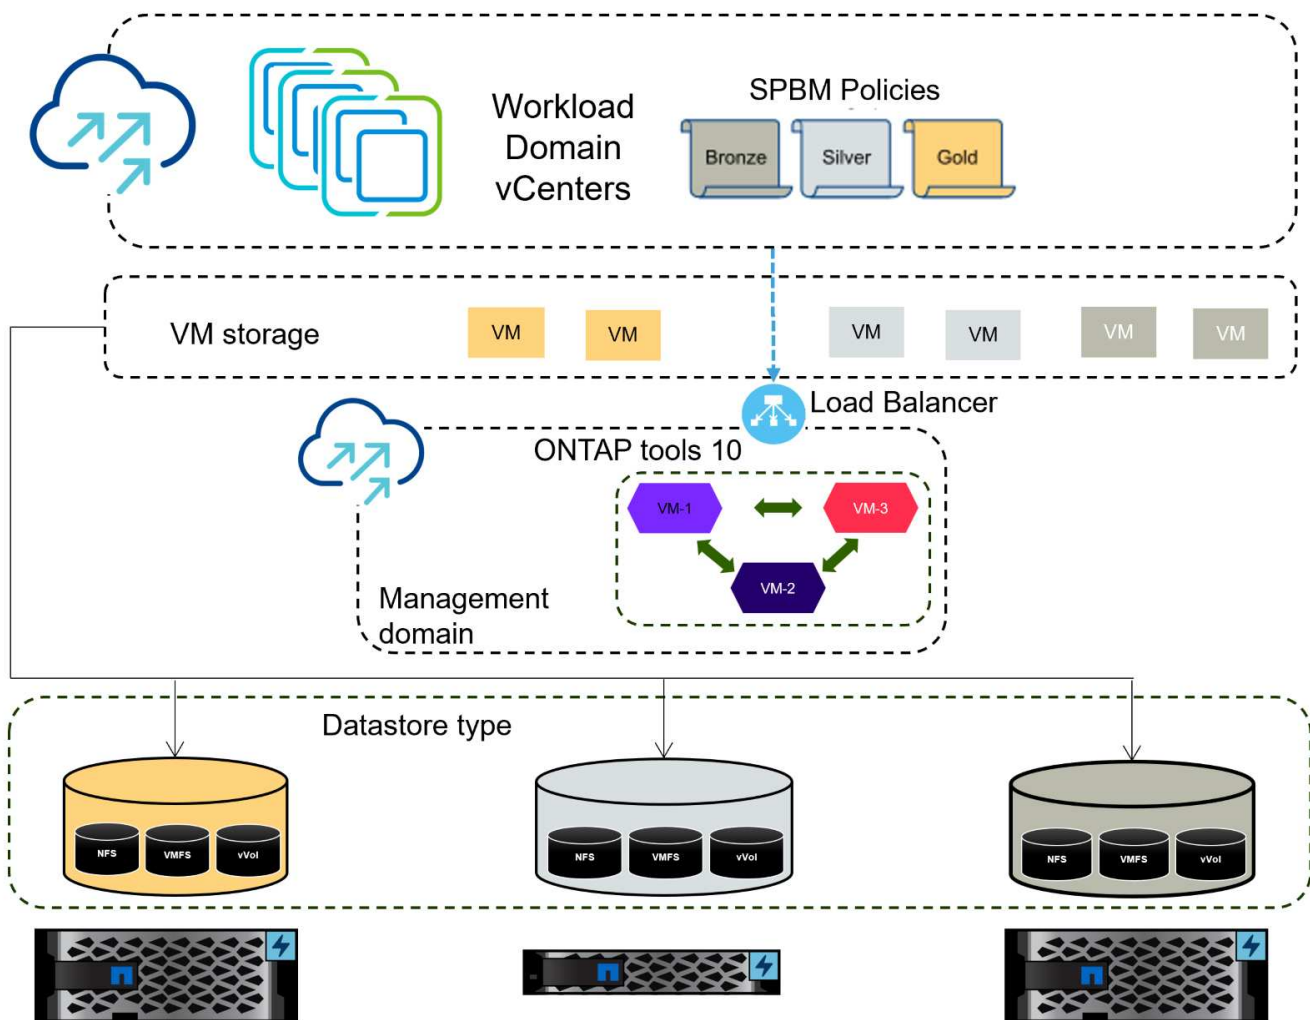 SPBM Policies
Workload
Domain
vCenters
Bronze
Silver
Gold
VM storage
VM
VM
VM
VM
VM
VM
Load Balancer
ONTAP tools 10
VM-1
VM-3
VM-2
Management
domain
Datastore type
NFS
VMFS
vVol
NFS
VMFS
vVol
NFS
VMFS
vVol